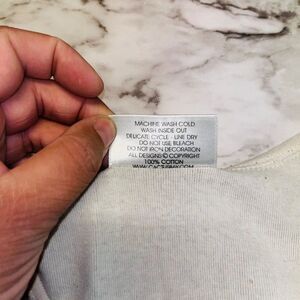 MACHINE WASH COLD
WASH INSIDE OUT
DELICATE CYCLE - LINE DRY
DO NOT USE BLEACH
DO NOT IRON DECORATION
ALL DESIGNS © COPYRIGHT
100% COTTON